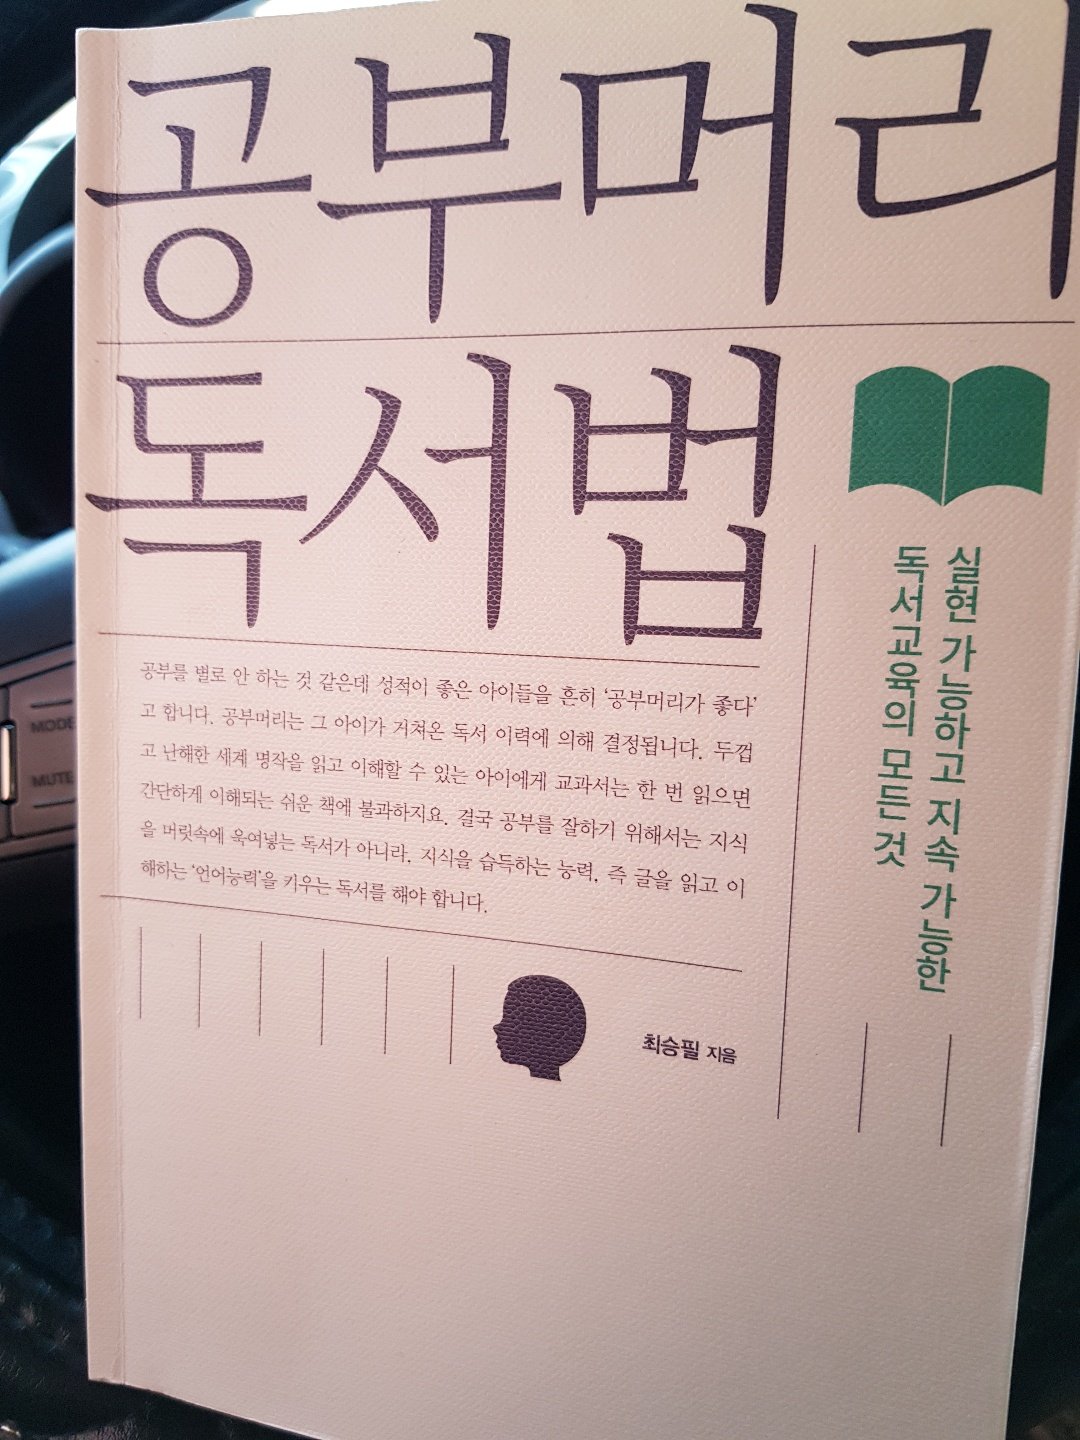 공부머리
독서법
실현 가능하고 지속 가능한
독서교육의 모든 것
공부를 별로 안 하는 것 같은데 성적이 좋은 아이들을 흔히 ‘공부머리가 좋다’
고 합니다. 공부머리는 그 아이가 거쳐온 독서 이력에 의해 결정됩니다. 두껍
고 난해한 세계 명작을 읽고 이해할 수 있는 아이에게 교과서는 한 번 읽으면
간단하게 이해되는 쉬운 책에 불과하지요. 결국 공부를 잘하기 위해서는 지식
을 머릿속에 욱여넣는 독서가 아니라, 지식을 습득하는 능력, 즉 글을 읽고 이
해하는 ‘언어능력’을 키우는 독서를 해야 합니다.
최승필 지음
MODE
MUTE